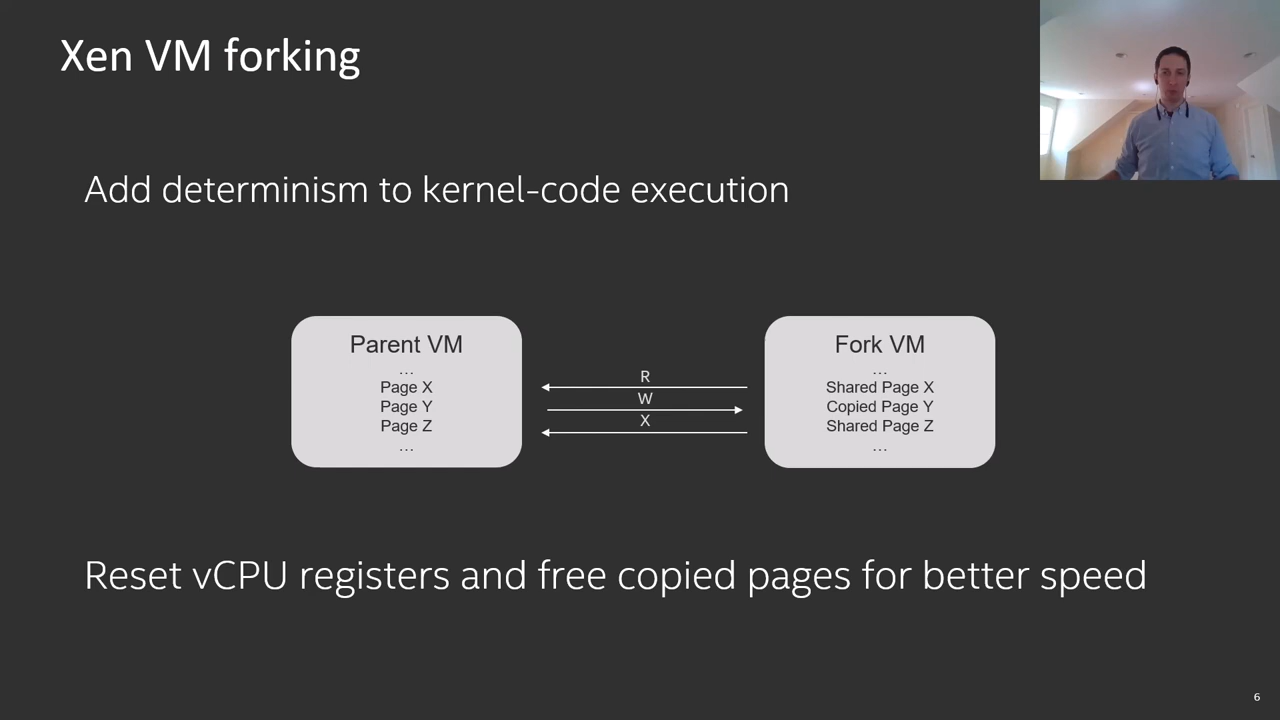 Xen VM forking
Add determinism to kernel-code execution
Parent VM
...
Page X
Page Y
Page Z
...
R
W
X
Fork VM
...
Shared Page X
Copied Page Y
Shared Page Z
...
Reset vCPU registers and free copied pages for better speed
6